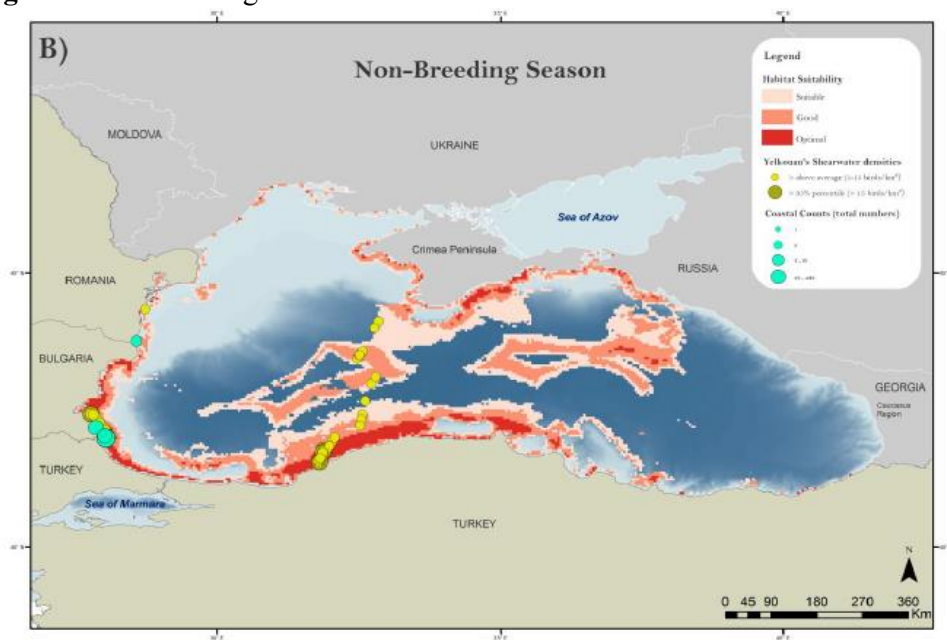 B)
Non-Breeding Season
Legend
Habitat Suitability
Suitable
Good
Optimal
Yelkouan's Shearwater densities
Coastal Counts (total numbers)
MOLDOVA
UKRAINE
Sea of Azov
Crimea Peninsula
ROMANIA
RUSSIA
BULGARIA
GEORGIA
Caucasus
Region
TURKEY
Sea of Marmara
TURKEY
N
0 45 90 180 270 360
Km